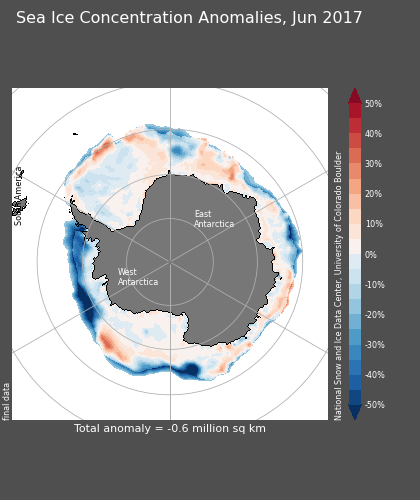 Sea Ice Concentration Anomalies, Jun 2017
South America
East
Antarctica
West
Antarctica
50%
40%
30%
20%
10%
0%
-10%
-20%
-30%
-40%
-50%
National Snow and Ice Data Center, University of Colorado Boulder
final data
Total anomaly = -0.6 million sq km